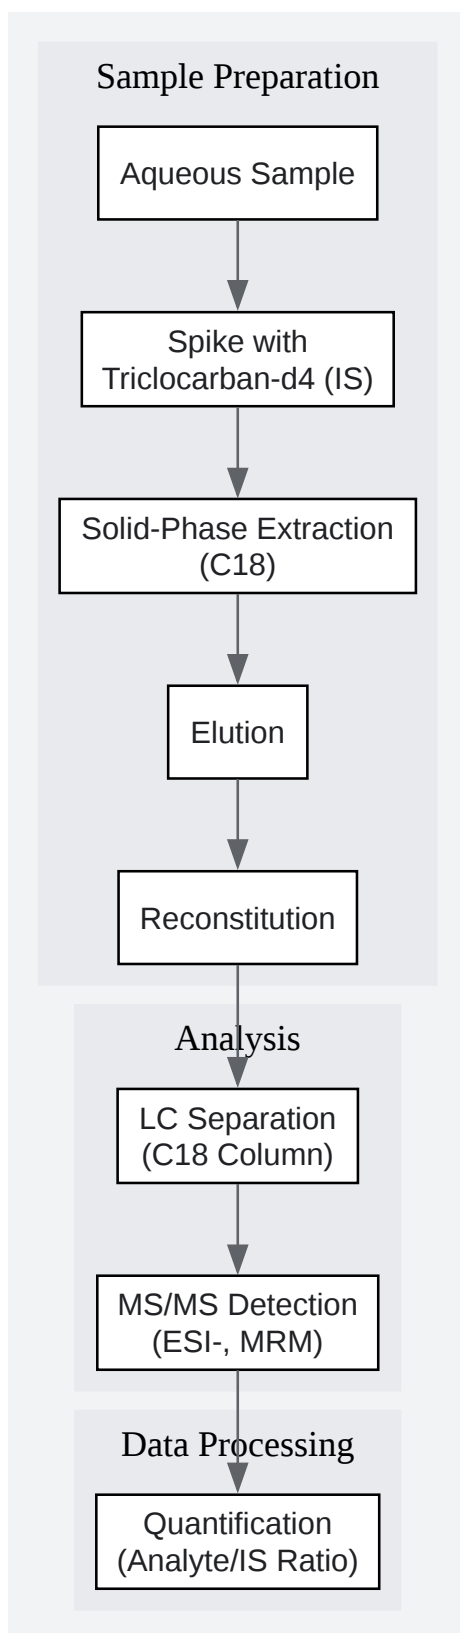 Sample Preparation
Aqueous Sample
Spike with
Triclocarban-d4 (IS)
Solid-Phase Extraction
(C18)
Elution
Reconstitution
Analysis
LC Separation
(C18 Column)
MS/MS Detection
(ESI-, MRM)
Data Processing
Quantification
(Analyte/IS Ratio)